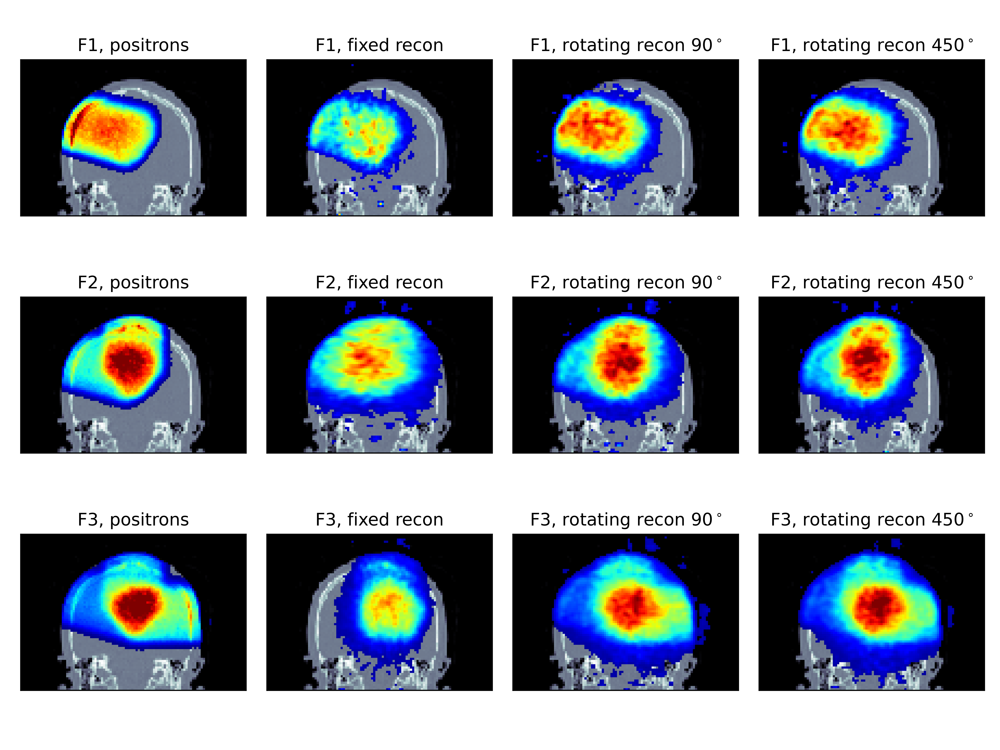 F1, positrons
F1, fixed recon
F1, rotating recon 90°
F1, rotating recon 450°
F2, positrons
F2, fixed recon
F2, rotating recon 90°
F2, rotating recon 450°
F3, positrons
F3, fixed recon
F3, rotating recon 90°
F3, rotating recon 450°